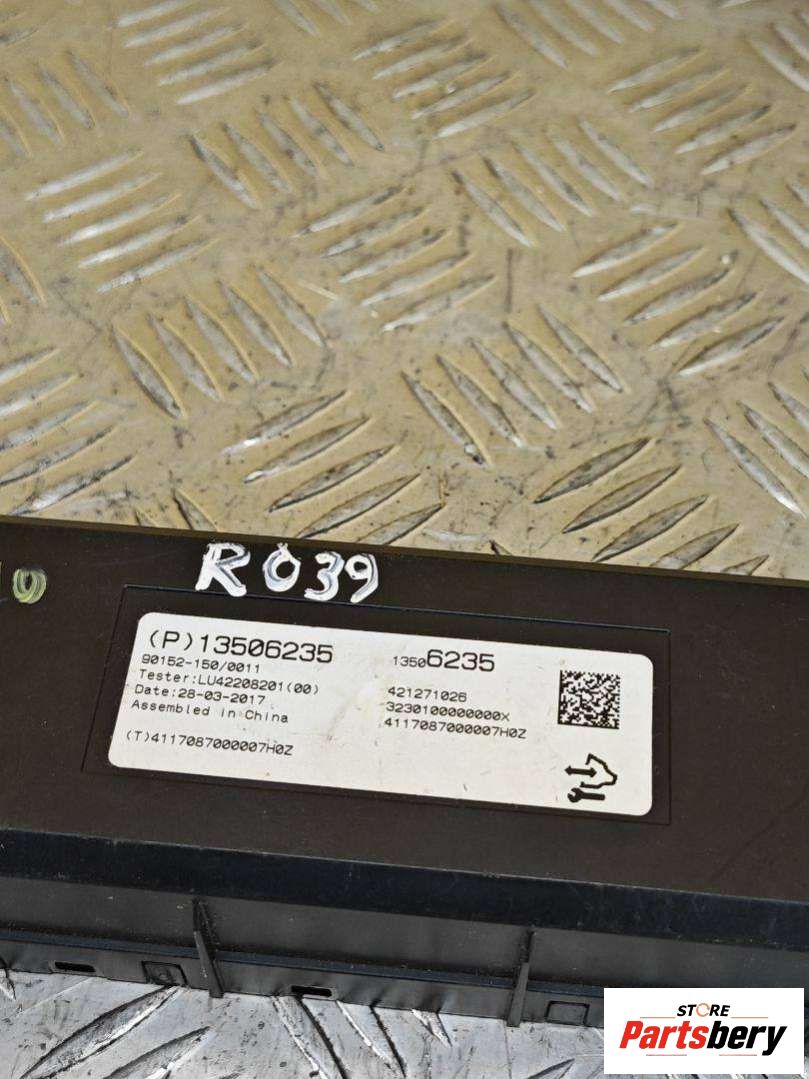 R039
(P)13506235
90152-150/0011
Tester:LU42208201(00)
Date:28-03-2017
Assembled in China
(T)4117087000007H0Z
13506235
421271026
3230100000000X
4117087000007H0Z
STORE
Partsbery